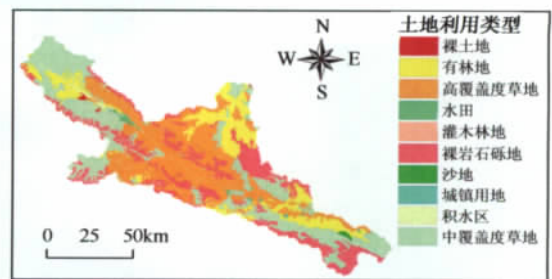 土地利用类型
N
W
E
S
裸土地
有林地
高覆盖度草地
水田
灌木林地
裸岩石砾地
沙地
城镇用地
积水区
中覆盖度草地
0 25 50km